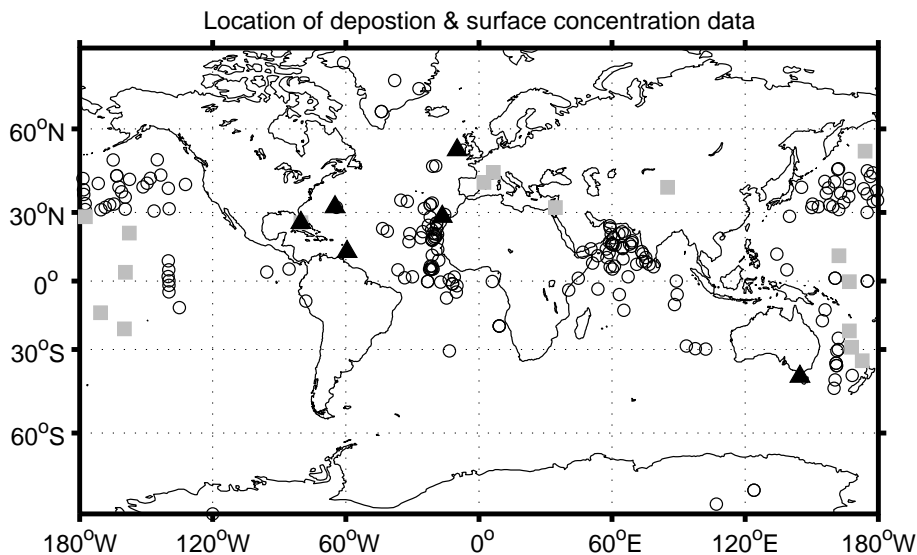 Location of depostion & surface concentration data
60°N
30°N
0°
30°S
60°S
180°W 120°W 60°W 0° 60°E 120°E 180°W